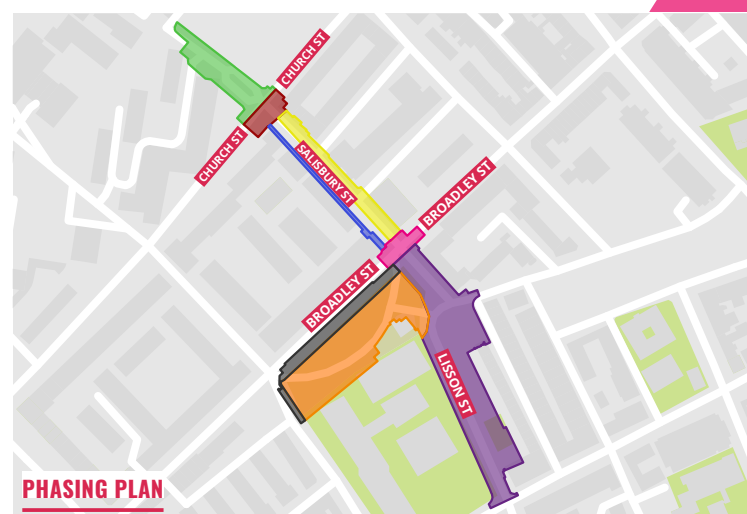 CHURCH ST
CHURCH ST
SALISBURY ST
BROADLEY ST
BROADLEY ST
LISSON ST
PHASING PLAN